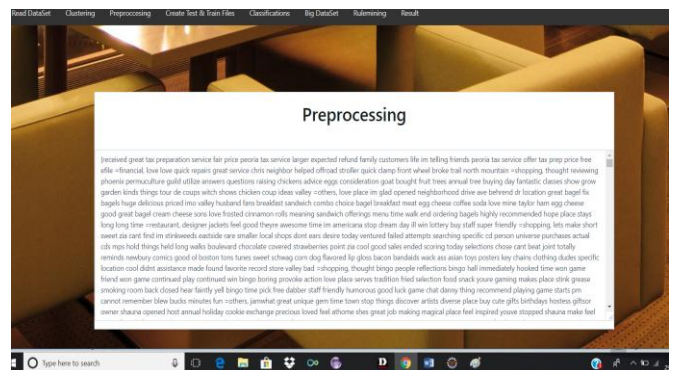 Read DataSet Clustering Preproccesing Create Test & Train Files Classifications Big DataSet Rulemining Result
Preprocessing
[received great tax preparation service fair price peoria tax service larger expected refund family customers life im telling friends peoria tax service offer tax prep price free
efile =financial, love love quick repairs great service chris neighbor helped offroad stroller quick damp front wheel broke trail north mountain =shopping, thought reviewing
phoenix permuculture guild utilize answers questions raising chickens advice eggs consideration goat bought fruit trees annual tree buying day fantastic classes show grow
garden kinds things tour de coups witch shows chicken coup ideas valley =others, love place im glad opened neighborhood drive ave behrend dr location great bagel fix
bagels huge delicious priced imo valley husband fans breakfast sandwich combo choice bagel breakfast meat egg cheese coffee soda love mine taylor ham egg cheese
good great bagel cream cheese sons love frosted cinnamon rolls meaning sandwich offerings menu time walk end ordering bagels highly recommended hope place stays
long long time =restaurant, designer jackets feel good theyre awesome time im americana stop dream day ill win lottery buy staff super friendly =shopping, lets make short
sweet zia cant find im stinkweeds eastside rare smaller local shops dont ears desire today ventured failed attempts searching specific cd person universe purchases actual
cds mps hold things held long walks boulevard chocolate covered strawberries point zia cool good sales ended scoring today selections chose cant beat joint totally
reminds newbury comics good ol boston tons tunes sweet schwag corn dog flavored lip gloss bacon bandaids wack ass asian toys posters key chains clothing dudes specific
location cool didnt assistance made found favorite record store valley bad =shopping, thought bingo people reflections bingo hall immediately hooked time won game
friend won game continued play continued win bingo boring provoke action love place serves tradition fried selection food snack youre gaming makes place stink grease
smoking room back closed hear faintly yell bingo time pick free dabber staff friendly humorous good luck game chat danny thing recommend playing game starts pm
cannot remember blew bucks minutes fun =others, jamwhat great unique gem time town stop things discover artists diverse place buy cute gifts birthdays hostess giftsor
owner shauna opened host annual holiday cookie exchange precious loved feel athome shes great job making magical place feel inspired youve stopped shauna make feel
Type here to search